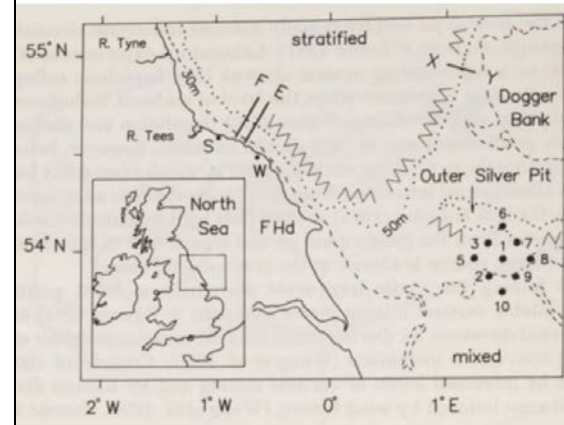 55°N
R. Tyne
stratified
30m
F
E
X
Y
Dogger
Bank
R. Tees
S
W
Outer Silver Pit
50m
North
Sea
F Hd
54°N
6
3
1
7
5
8
2
9
10
mixed
2°W
1°W
0°
1°E